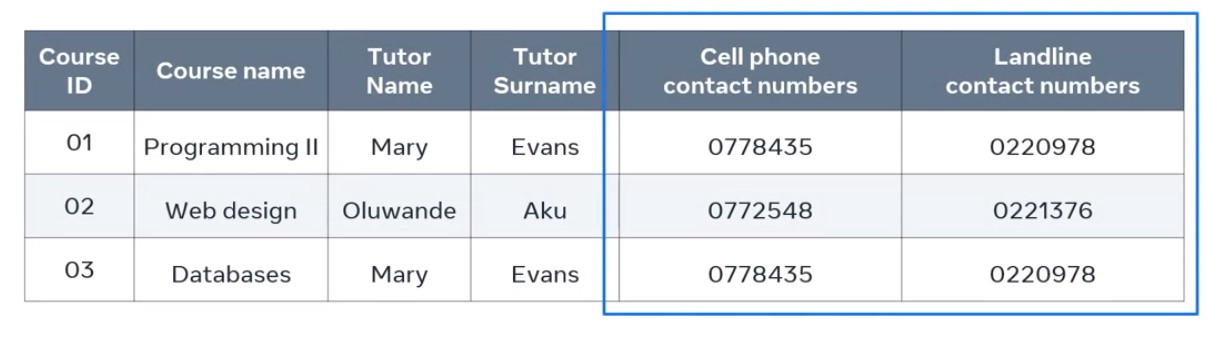 Course ID Course name Tutor Name Tutor Surname Cell phone contact numbers Landline contact numbers
01 Programming II Mary Evans 0778435 0220978
02 Web design Oluwande Aku 0772548 0221376
03 Databases Mary Evans 0778435 0220978